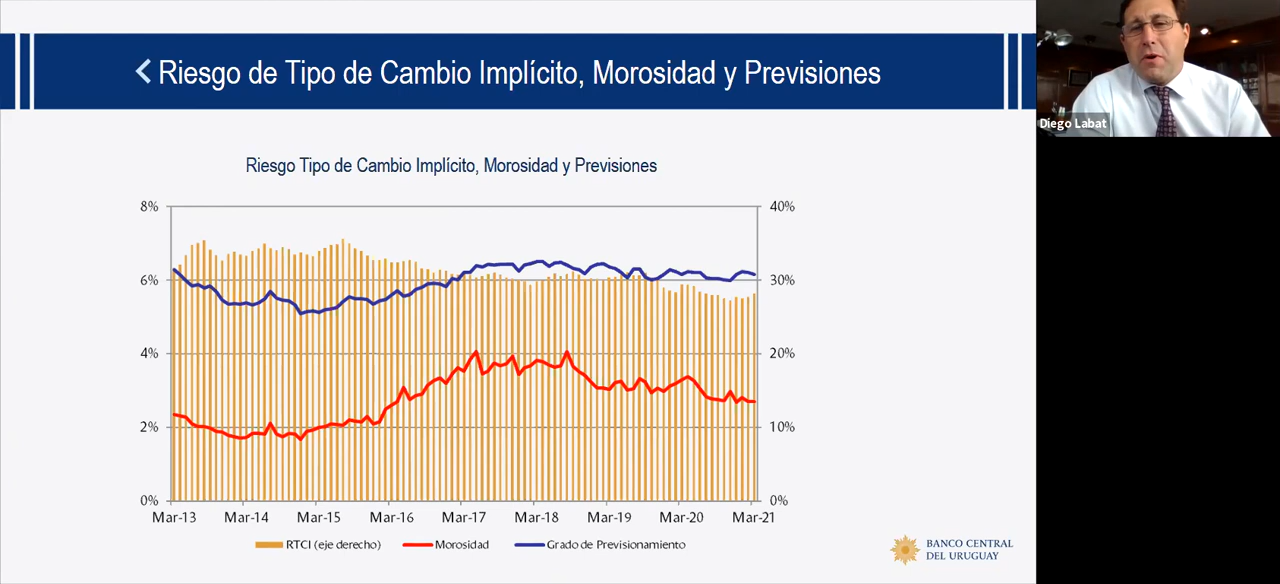 Riesgo de Tipo de Cambio Implícito, Morosidad y Previsiones
Diego Labat
Riesgo Tipo de Cambio Implícito, Morosidad y Previsiones
8% 40%
6% 30%
4% 20%
2% 10%
0% 0%
Mar-13 Mar-14 Mar-15 Mar-16 Mar-17 Mar-18 Mar-19 Mar-20 Mar-21
RTCI (eje derecho) Morosidad Grado de Previsionamiento
BANCO CENTRAL
DEL URUGUAY